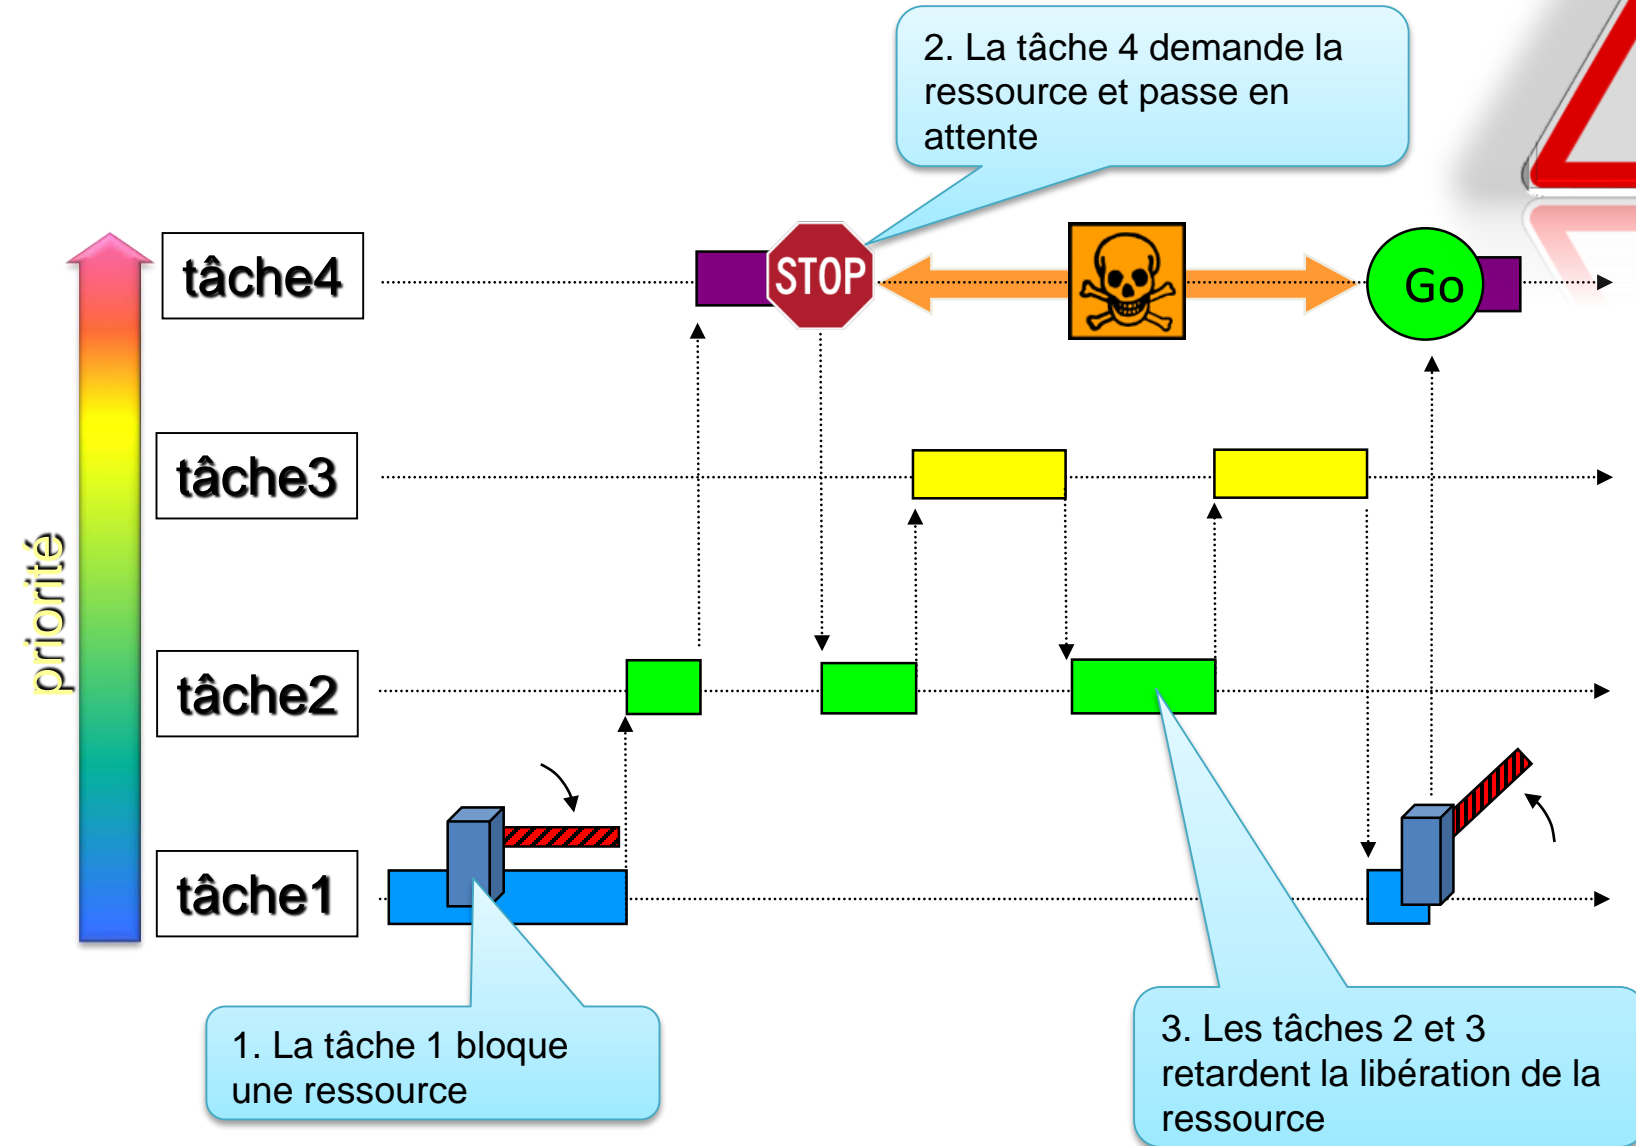 2. La tâche 4 demande la
ressource et passe en
attente
tâche4
STOP
Go
tâche3
priorité
tâche2
tâche1
1. La tâche 1 bloque
une ressource
3. Les tâches 2 et 3
retardent la libération de la
ressource